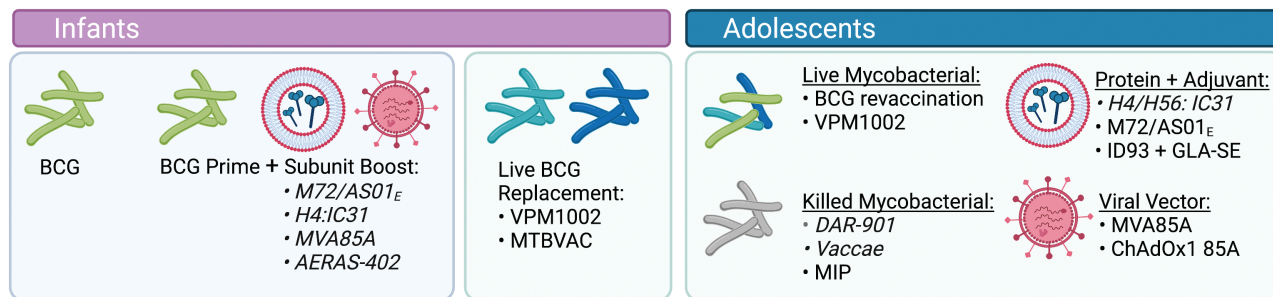 Infants
BCG
BCG Prime + Subunit Boost:
• M72/AS01E
• H4:IC31
• MVA85A
• AERAS-402
Live BCG
Replacement:
• VPM1002
• MTBVAC
Adolescents
Live Mycobacterial:
• BCG revaccination
• VPM1002
Protein + Adjuvant:
• H4/H56: IC31
• M72/AS01E
• ID93 + GLA-SE
Killed Mycobacterial:
• DAR-901
• Vaccae
• MIP
Viral Vector:
• MVA85A
• ChAdOx1 85A